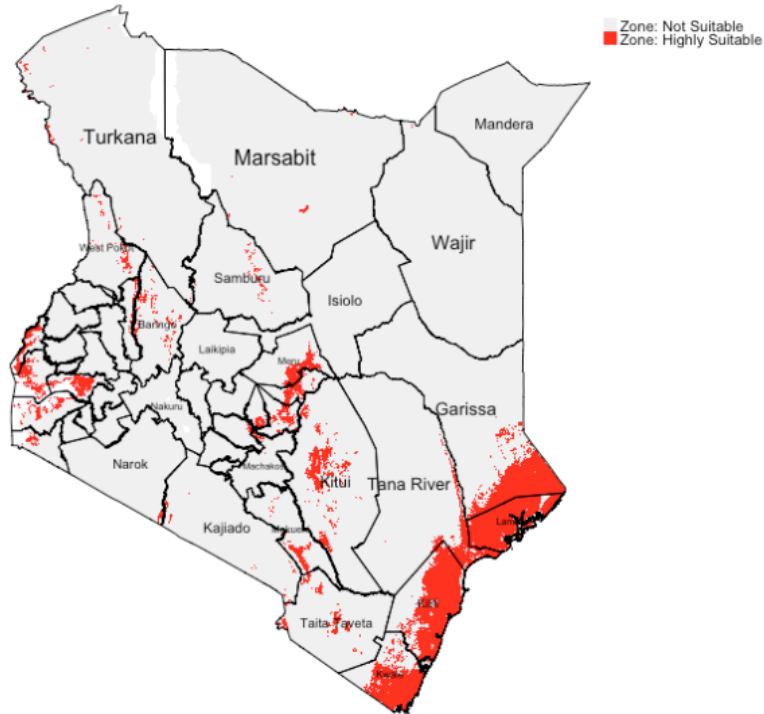 Zone: Not Suitable
Zone: Highly Suitable
Mandera
Turkana
Marsabit
Wajir
West Pokot
Samburu
Isiolo
Baringo
Laikipia
Meru
Nakuru
Garissa
Narok
Machakos
Kitui
Tana River
Lamu
Kajiado
Makueni
Kilifi
Taita Taveta
Kwale